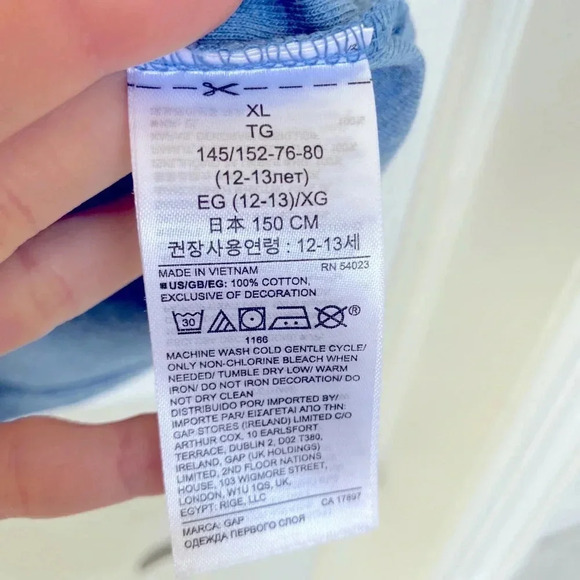 XL
TG
145/152-76-80
(12-13лет)
EG (12-13)/XG
日本 150 CM
권장사용연령 : 12-13세
MADE IN VIETNAM RN 54023
US/GB/EG: 100% COTTON,
EXCLUSIVE OF DECORATION
30 ®
1166
MACHINE WASH COLD GENTLE CYCLE/
ONLY NON-CHLORINE BLEACH WHEN
NEEDED/ TUMBLE DRY LOW/ WARM
IRON/ DO NOT IRON DECORATION/ DO
NOT DRY CLEAN
DISTRIBUIDO POR/ IMPORTED BY/
IMPORTE PAR/ ΕΙΣΑΓΕΤΑΙ ΑΠΟ ΤΗΝ:
GAP STORES (IRELAND) LIMITED C/O
ARTHUR COX, 10 EARLSFORT
TERRACE, DUBLIN 2, D02 T380,
IRELAND, GAP (UK HOLDINGS)
LIMITED, 2ND FLOOR NATIONS
HOUSE, 103 WIGMORE STREET,
LONDON, W1U 1QS, UK,
EGYPT: RIGE, LLC CA 17897
MARCA: GAP
ОДЕЖДА ПЕРВОГО СЛОЯ